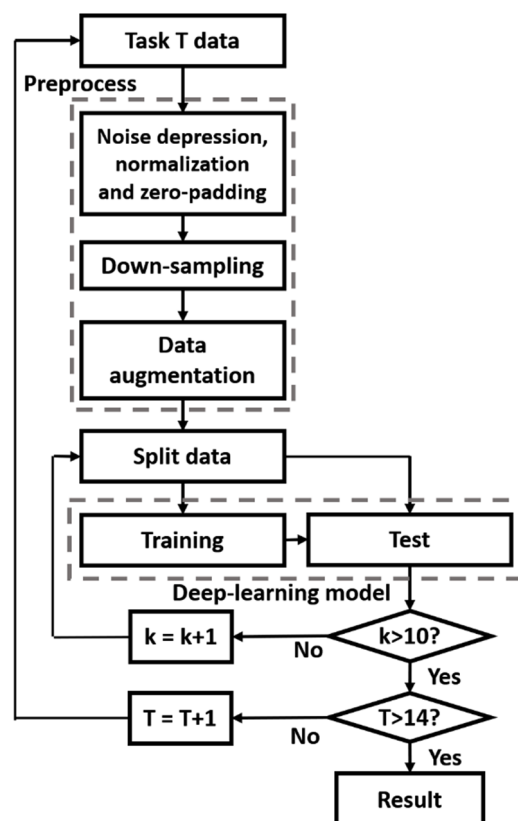 Task T data
Preprocess
Noise depression,
normalization
and zero-padding
Down-sampling
Data
augmentation
Split data
Training
Test
Deep-learning model
k = k+1
No
k>10?
Yes
T = T+1
No
T>14?
Yes
Result